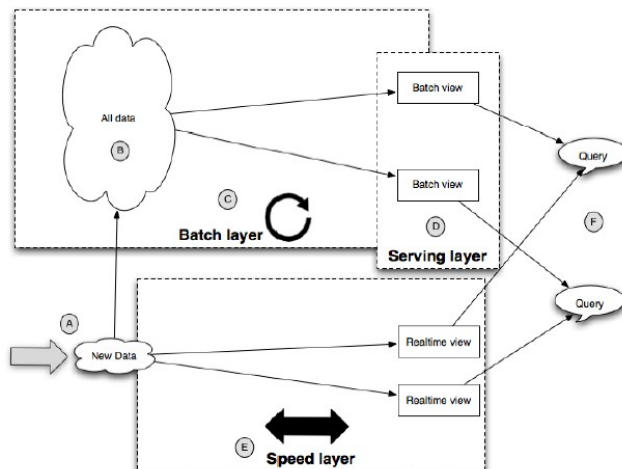 All data
B
C
Batch layer
Batch view
Batch view
D
Serving layer
Query
F
Query
A
New Data
Realtime view
Realtime view
E
Speed layer